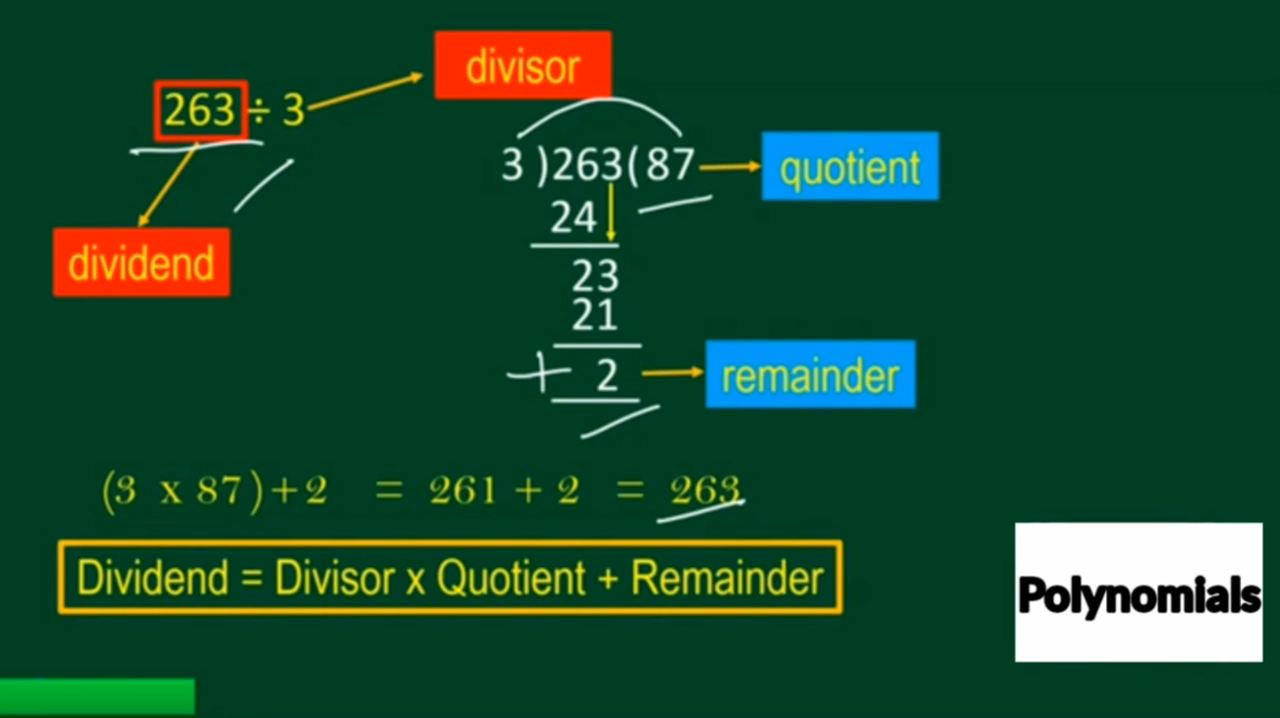 divisor
263 ÷ 3
3 ) 263 ( 87
quotient
24
dividend
23
21
+ 2
remainder
(3 x 87) + 2 = 261 + 2 = 263
Dividend = Divisor x Quotient + Remainder
Polynomials